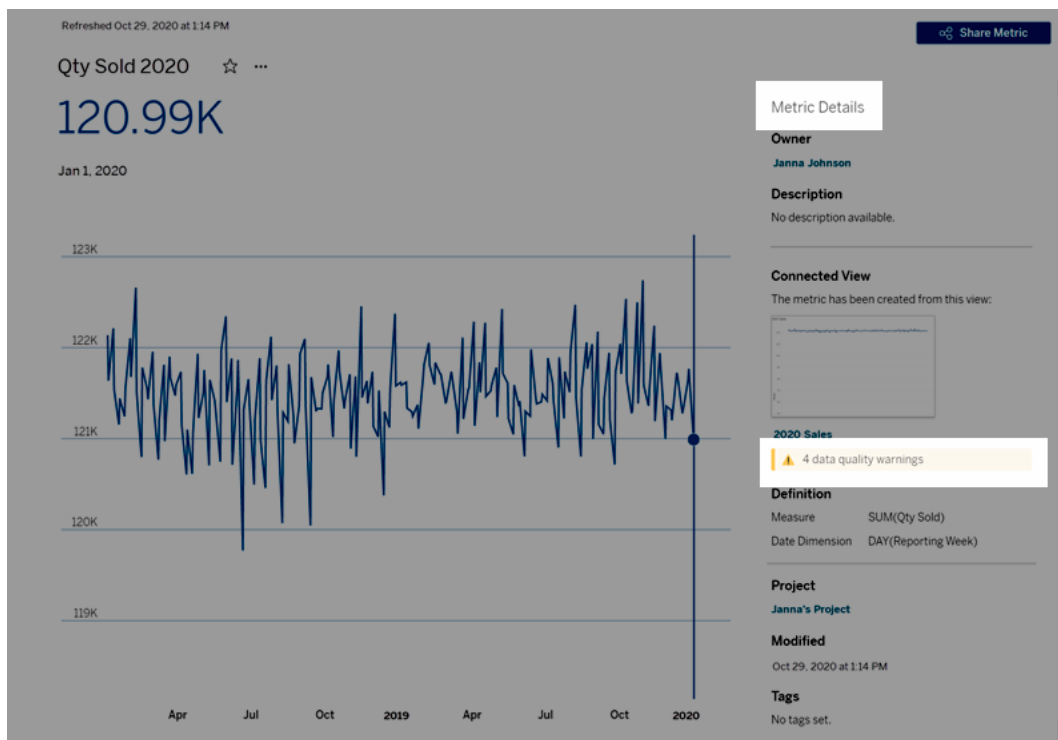 Refreshed Oct 29, 2020 at 1:14 PM
Share Metric
Qty Sold 2020
120.99K
Jan 1, 2020
123K
122K
121K
120K
119K
Apr Jul Oct 2019 Apr Jul Oct 2020
Metric Details
Owner
Janna Johnson
Description
No description available.
Connected View
The metric has been created from this view:
2020 Sales
4 data quality warnings
Definition
Measure SUM(Qty Sold)
Date Dimension DAY(Reporting Week)
Project
Janna's Project
Modified
Oct 29, 2020 at 1:14 PM
Tags
No tags set.